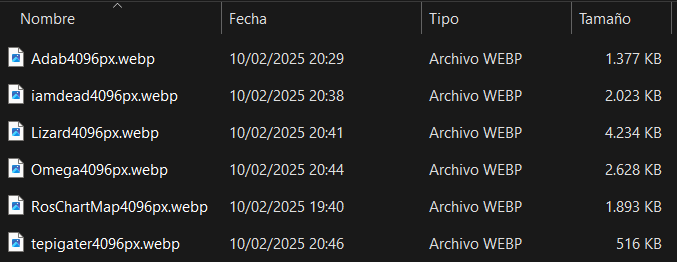 Nombre Fecha Tipo Tamaño
Adab4096px.webp 10/02/2025 20:29 Archivo WEBP 1.377 KB
iamdead4096px.webp 10/02/2025 20:38 Archivo WEBP 2.023 KB
Lizard4096px.webp 10/02/2025 20:41 Archivo WEBP 4.234 KB
Omega4096px.webp 10/02/2025 20:44 Archivo WEBP 2.628 KB
RosChartMap4096px.webp 10/02/2025 19:40 Archivo WEBP 1.893 KB
tepigater4096px.webp 10/02/2025 20:46 Archivo WEBP 516 KB